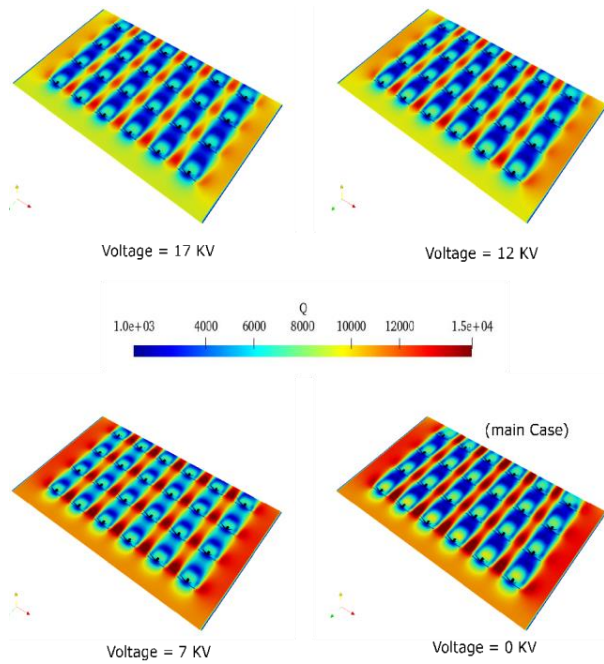 Voltage = 17 KV
Voltage = 12 KV
Q
1.0e+03 4000 6000 8000 10000 12000 1.5e+04
(main Case)
Voltage = 7 KV
Voltage = 0 KV